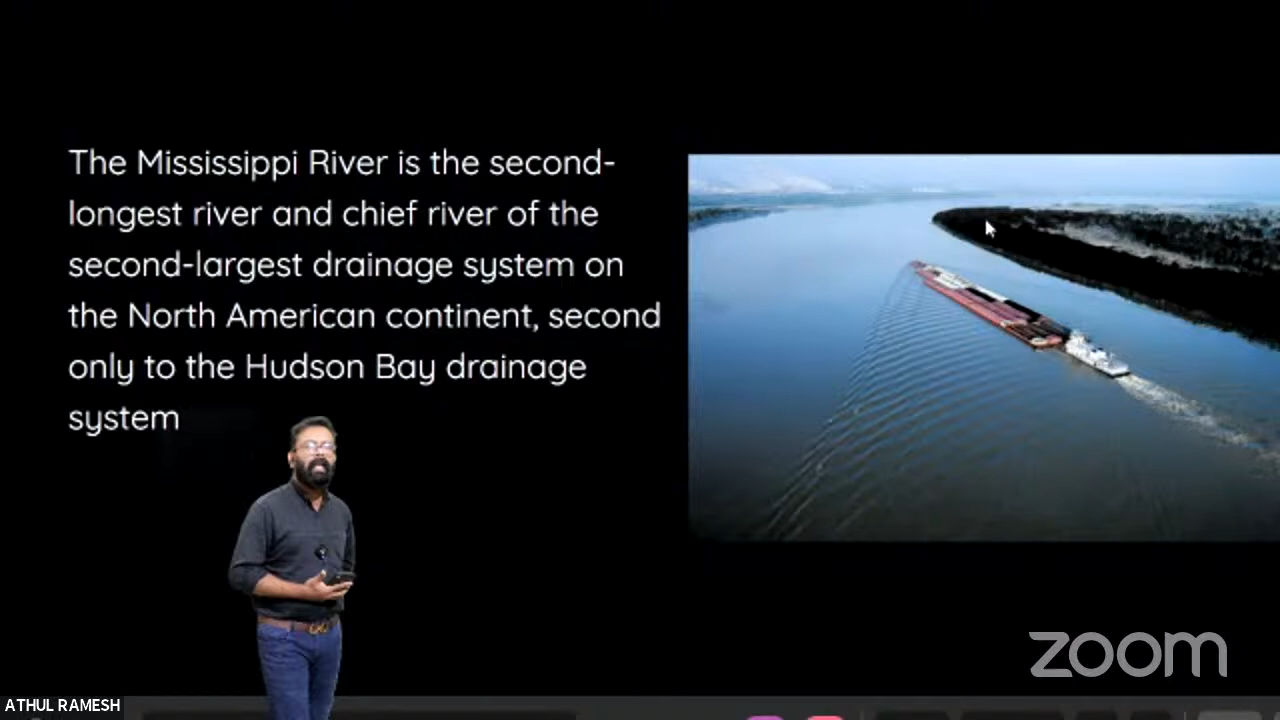 The Mississippi River is the second-
longest river and chief river of the
second-largest drainage system on
the North American continent, second
only to the Hudson Bay drainage
system
zoom
ATHUL RAMESH